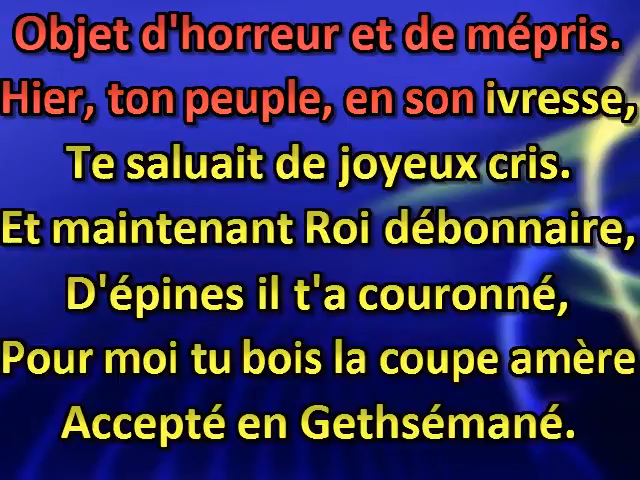 Objet d'horreur et de mépris.
Hier, ton peuple, en son ivresse,
Te saluait de joyeux cris.
Et maintenant Roi débonnaire,
D'épines il t'a couronné,
Pour moi tu bois la coupe amère
Accepté en Gethsémané.